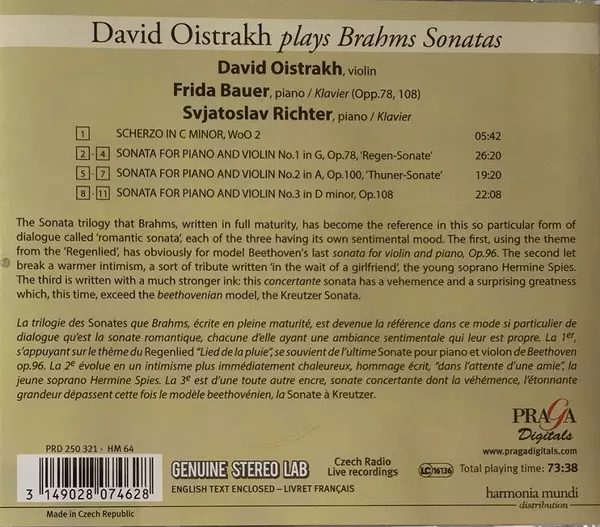 David Oistrakh plays Brahms Sonatas
David Oistrakh, violin
Frida Bauer, piano / Klavier (Opp.78, 108)
Svjatoslav Richter, piano / Klavier
1 SCHERZO IN C MINOR, WoO 2 05:42
2 - 4 SONATA FOR PIANO AND VIOLIN No.1 in G, Op.78, 'Regen-Sonate' 26:20
5 - 7 SONATA FOR PIANO AND VIOLIN No.2 in A, Op.100, 'Thuner-Sonate' 19:20
8 - 11 SONATA FOR PIANO AND VIOLIN No.3 in D minor, Op.108 22:08
The Sonata trilogy that Brahms, written in full maturity, has become the reference in this so particular form of
dialogue called 'romantic sonata', each of the three having its own sentimental mood. The first, using the theme
from the 'Regenlied', has obviously for model Beethoven's last sonata for violin and piano, Op.96. The second let
break a warmer intimism, a sort of tribute written 'in the wait of a girlfriend', the young soprano Hermine Spies.
The third is written with a much stronger ink: this concertante sonata has a vehemence and a surprising greatness
which, this time, exceed the beethovenian model, the Kreutzer Sonata.
La trilogie des Sonates que Brahms, écrite en pleine maturité, est devenue la référence dans ce mode si particulier de
dialogue qu'est la sonate romantique, chacune d'elle ayant une ambiance sentimentale qui leur est propre. La 1er,
s'appuyant sur le thème du Regenlied "Lied de la pluie", se souvient de l'ultime Sonate pour piano et violon de Beethoven
op.96. La 2e évolue en un intimisme plus immédiatement chaleureux, hommage écrit, "dans l'attente d'une amie", la
jeune soprano Hermine Spies. La 3e est d'une toute autre encre, sonate concertante dont la véhémence, l'étonnante
grandeur dépassent cette fois le modèle beethovénien, la Sonate à Kreutzer.
PRAGA
Digitals
www.pragadigitals.com
PRD 250 321 · HM 64
3 149028 074628
Made in Czech Republic
GENUINE STEREO LAB
ENGLISH TEXT ENCLOSED – LIVRET FRANÇAIS
Czech Radio
Live recordings
LC 16136
Total playing time: 73:38
harmonia mundi
distribution